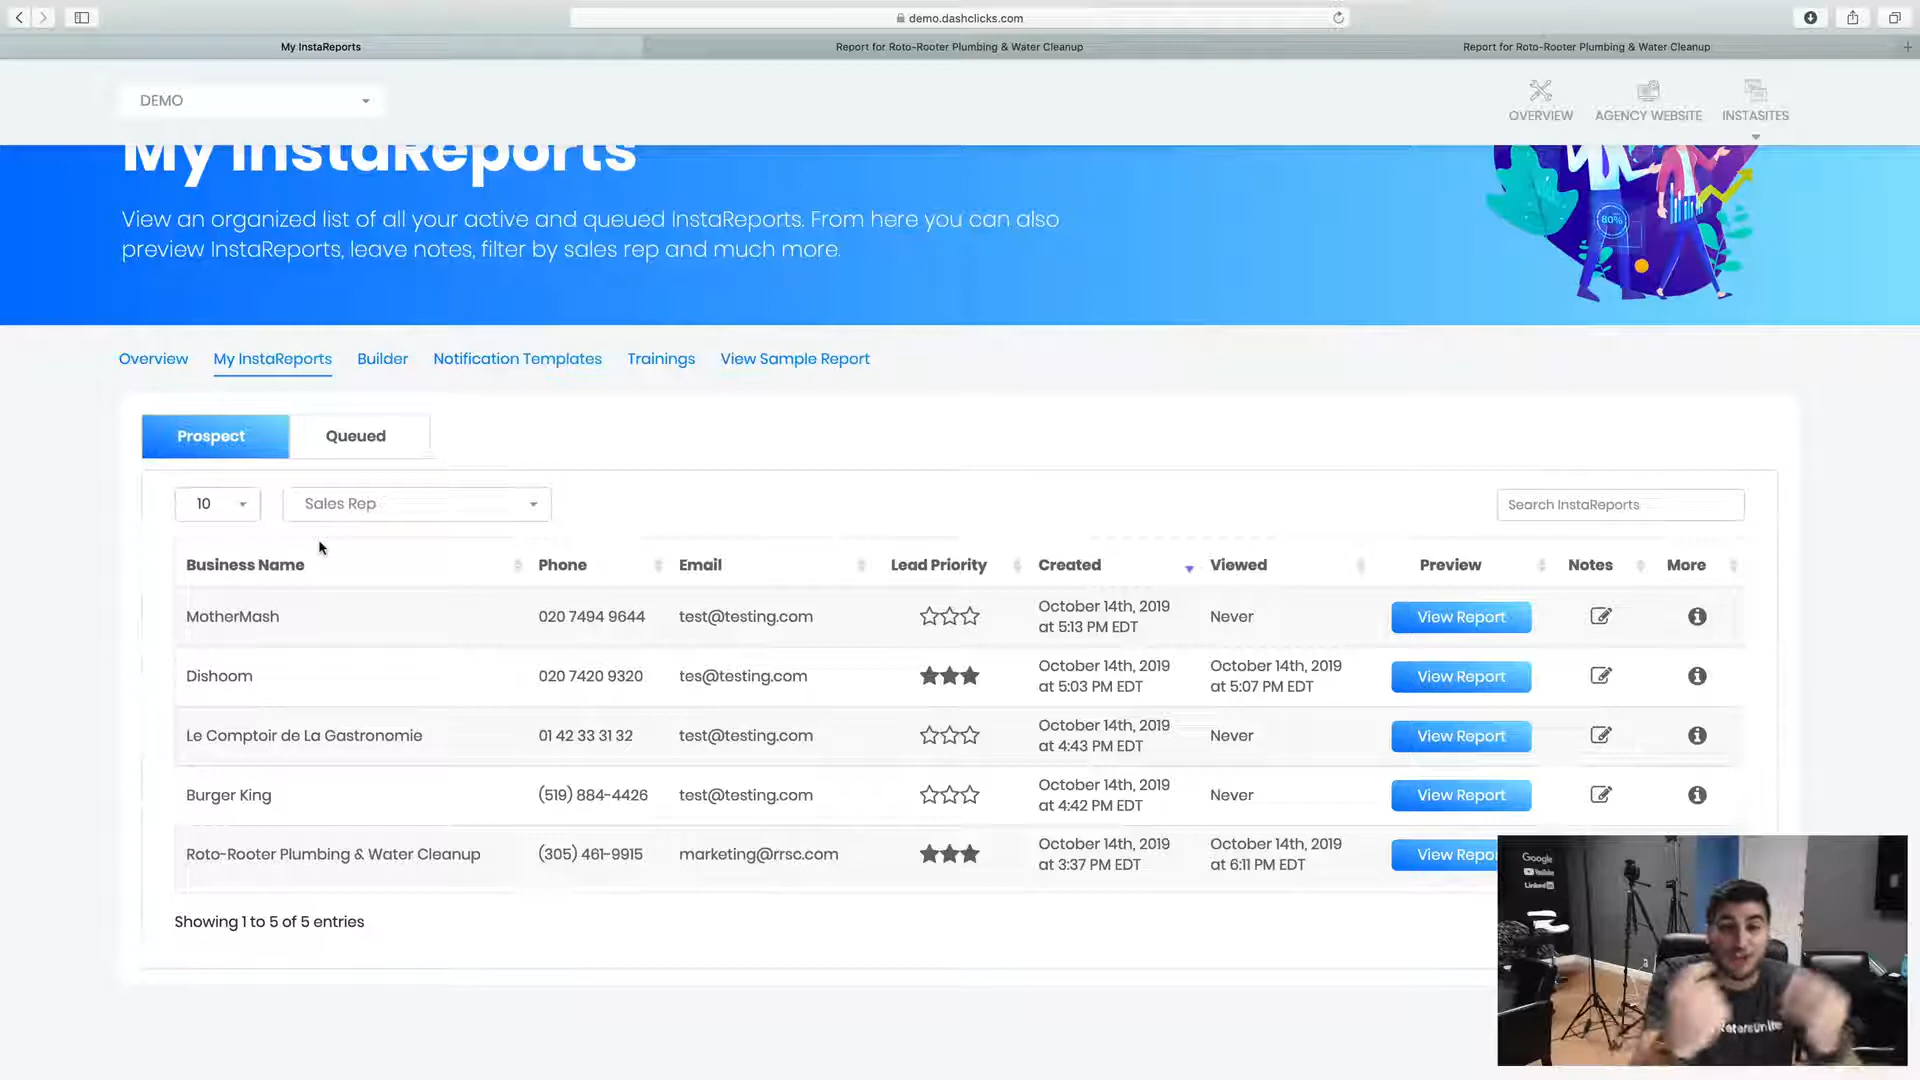 demo.dashclicks.com
My InstaReports
Report for Roto-Rooter Plumbing & Water Cleanup
Report for Roto-Rooter Plumbing & Water Cleanup
DEMO
OVERVIEW
AGENCY WEBSITE
INSTASITES
My InstaReports
View an organized list of all your active and queued InstaReports. From here you can also
preview InstaReports, leave notes, filter by sales rep and much more.
80%
Overview
My InstaReports
Builder
Notification Templates
Trainings
View Sample Report
Prospect
Queued
10
Sales Rep
Search InstaReports
Business Name Phone Email Lead Priority Created Viewed Preview Notes More
MotherMash 020 7494 9644 test@testing.com October 14th, 2019 Never View Report
at 5:13 PM EDT
Dishoom 020 7420 9320 tes@testing.com October 14th, 2019 October 14th, 2019 View Report
at 5:03 PM EDT at 5:07 PM EDT
Le Comptoir de La Gastronomie 01 42 33 31 32 test@testing.com October 14th, 2019 Never View Report
at 4:43 PM EDT
Burger King (519) 884-4426 test@testing.com October 14th, 2019 Never View Report
at 4:42 PM EDT
Roto-Rooter Plumbing & Water Cleanup (305) 461-9915 marketing@rrsc.com October 14th, 2019 October 14th, 2019 View Repo
at 3:37 PM EDT at 6:11 PM EDT
Showing 1 to 5 of 5 entries
Google
YouTube
Linked in